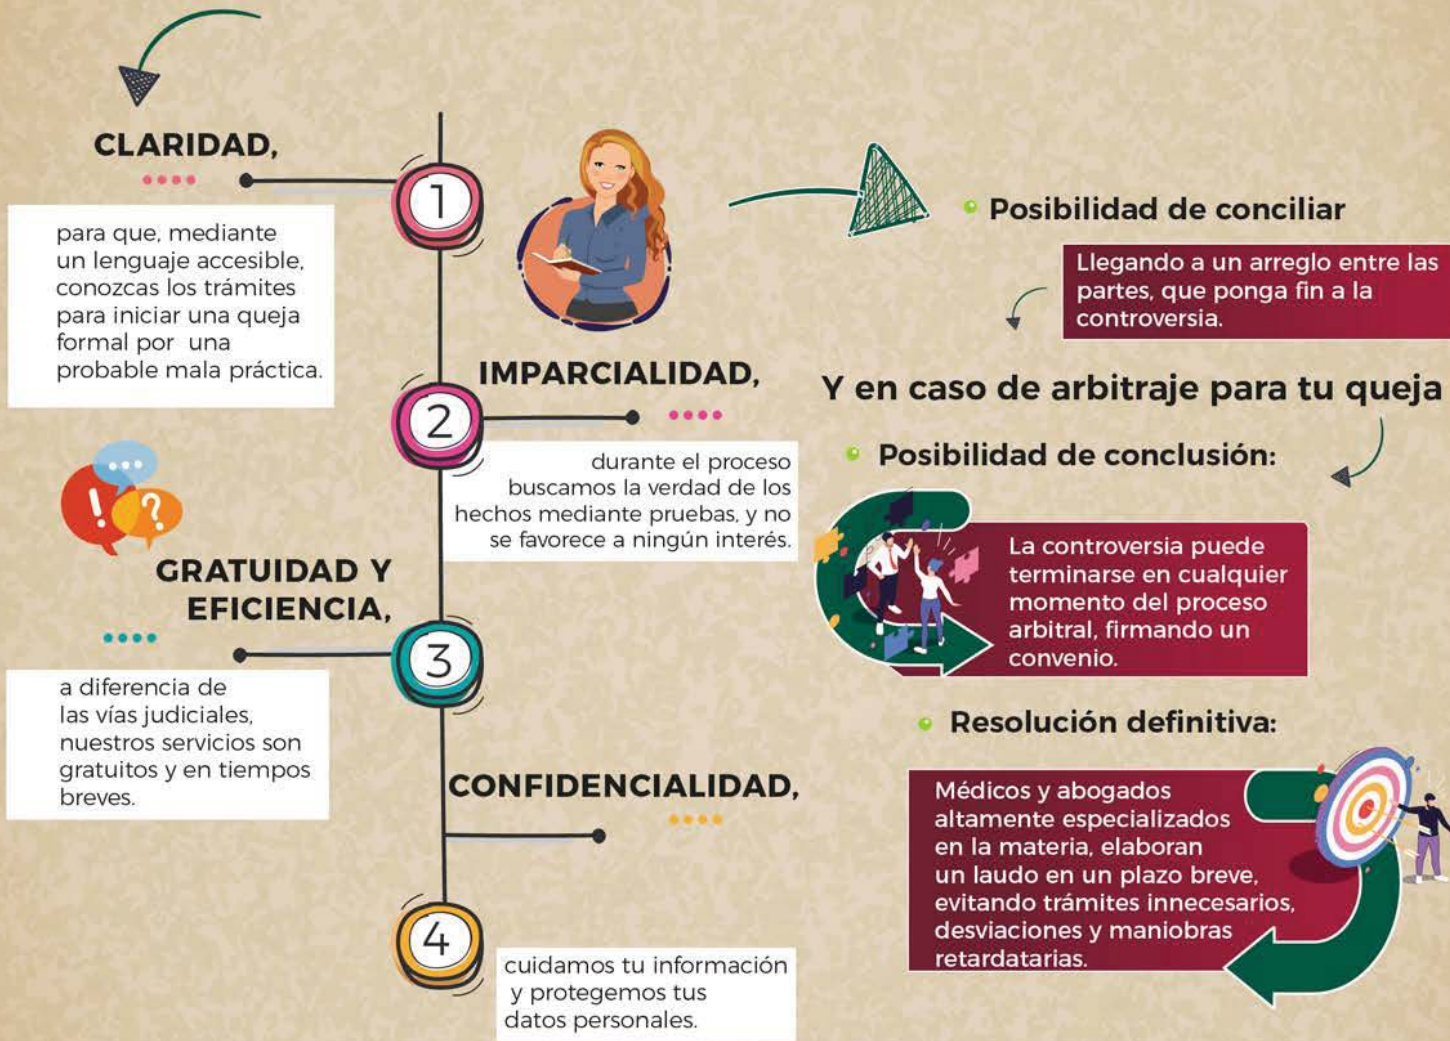 CLARIDAD,
1
para que, mediante
un lenguaje accesible,
conozcas los trámites
para iniciar una queja
formal por una
probable mala práctica.
IMPARCIALIDAD,
2
durante el proceso
buscamos la verdad de los
hechos mediante pruebas, y no
se favorece a ningún interés.
! ... ?
GRATUIDAD Y
EFICIENCIA,
3
a diferencia de
las vías judiciales,
nuestros servicios son
gratuitos y en tiempos
breves.
CONFIDENCIALIDAD,
4
cuidamos tu información
y protegemos tus
datos personales.
Posibilidad de conciliar
Llegando a un arreglo entre las
partes, que ponga fin a la
controversia.
Y en caso de arbitraje para tu queja
Posibilidad de conclusión:
La controversia puede
terminarse en cualquier
momento del proceso
arbitral, firmando un
convenio.
Resolución definitiva:
Médicos y abogados
altamente especializados
en la materia, elaboran
un laudo en un plazo breve,
evitando trámites innecesarios,
desviaciones y maniobras
retardatarias.